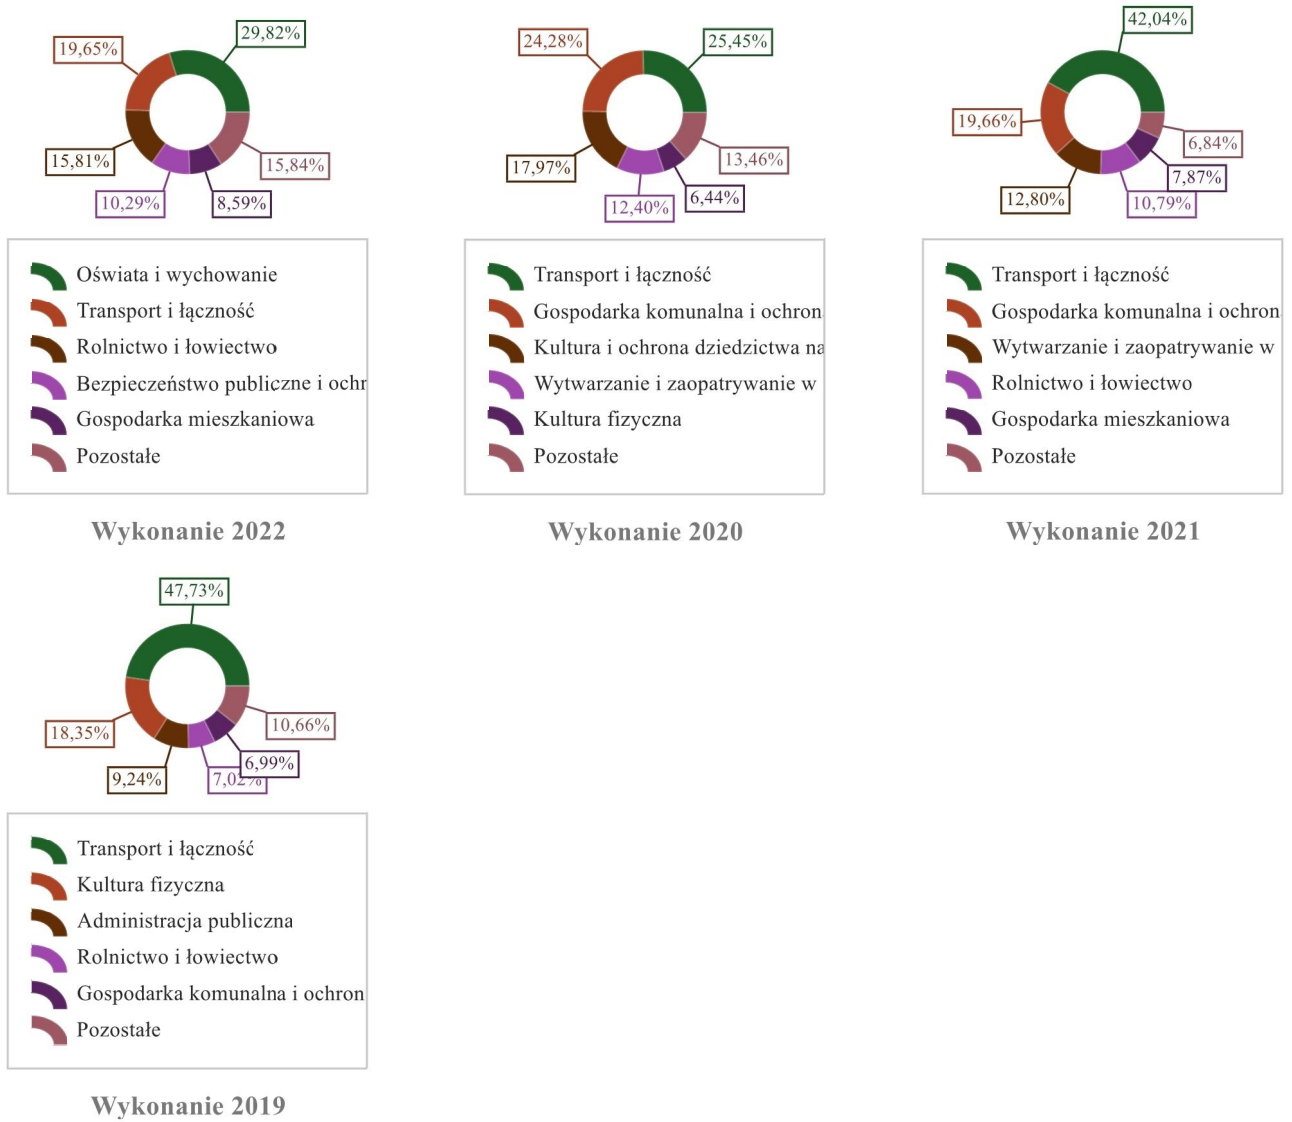 29,82%
19,65%
15,81%
15,84%
10,29%
8,59%
Oświata i wychowanie
Transport i łączność
Rolnictwo i łowiectwo
Bezpieczeństwo publiczne i ochr
Gospodarka mieszkaniowa
Pozostałe
Wykonanie 2022
24,28%
25,45%
17,97%
13,46%
12,40%
6,44%
Transport i łączność
Gospodarka komunalna i ochron
Kultura i ochrona dziedzictwa na
Wytwarzanie i zaopatrywanie w
Kultura fizyczna
Pozostałe
Wykonanie 2020
42,04%
19,66%
6,84%
7,87%
12,80%
10,79%
Transport i łączność
Gospodarka komunalna i ochron
Wytwarzanie i zaopatrywanie w
Rolnictwo i łowiectwo
Gospodarka mieszkaniowa
Pozostałe
Wykonanie 2021
47,73%
18,35%
10,66%
6,99%
9,24%
7,02%
Transport i łączność
Kultura fizyczna
Administracja publiczna
Rolnictwo i łowiectwo
Gospodarka komunalna i ochron
Pozostałe
Wykonanie 2019